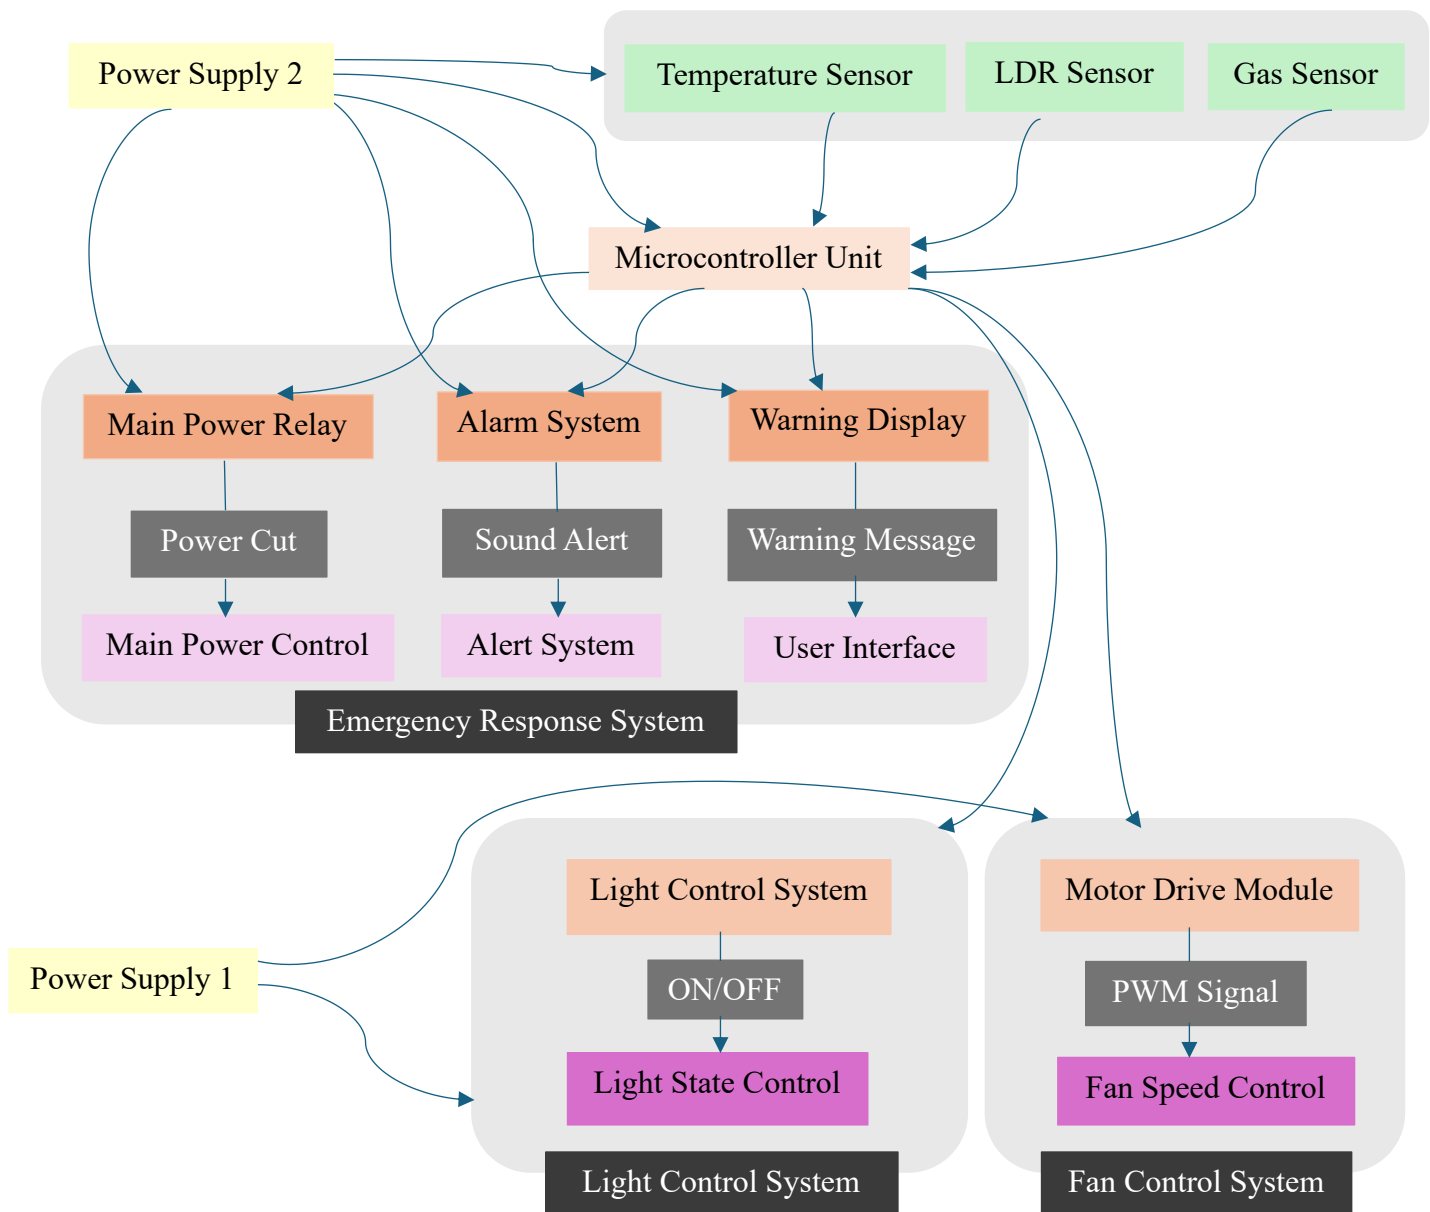 Power Supply 2
Temperature Sensor
LDR Sensor
Gas Sensor
Microcontroller Unit
Main Power Relay
Alarm System
Warning Display
Power Cut
Sound Alert
Warning Message
Main Power Control
Alert System
User Interface
Emergency Response System
Light Control System
Motor Drive Module
Power Supply 1
ON/OFF
PWM Signal
Light State Control
Fan Speed Control
Light Control System
Fan Control System